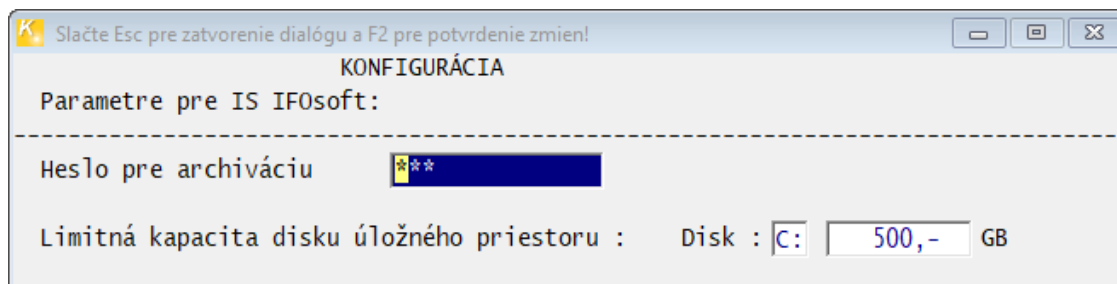 Slačte Esc pre zatvorenie dialógu a F2 pre potvrdenie zmien!
KONFIGURÁCIA
Parametre pre IS IFOsoft:
--------------------------------------------------------------------------------
Heslo pre archiváciu ***
Limitná kapacita disku úložného priestoru : Disk : C: 500,- GB